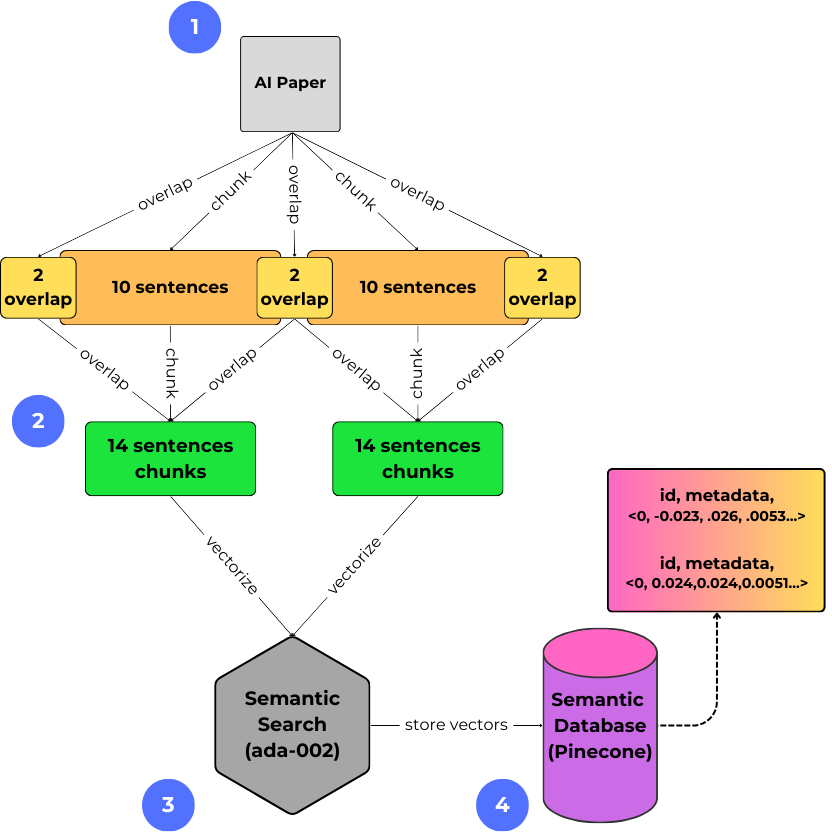 1
AI Paper
overlap
chunk
overlap
chunk
overlap
2
overlap
10 sentences
2
overlap
10 sentences
2
overlap
overlap
chunk
overlap
overlap
chunk
overlap
2
14 sentences
chunks
14 sentences
chunks
vectorize
vectorize
id, metadata,
<0, -0.023, .026, .0053...>
id, metadata,
<0, 0.024,0.024,0.0051...>
Semantic
Search
(ada-002)
store vectors
Semantic
Database
(Pinecone)
3
4